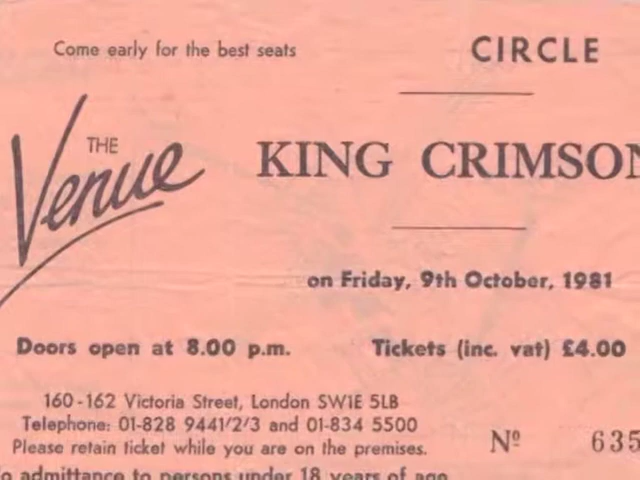 Come early for the best seats
CIRCLE
THE
Venue
KING CRIMSON
on Friday, 9th October, 1981
Doors open at 8.00 p.m.
Tickets (inc. vat) £4.00
160-162 Victoria Street, London SW1E 5LB
Telephone: 01-828 9441/2/3 and 01-834 5500
Please retain ticket while you are on the premises.
Nº 635
No admittance to persons under 18 years of age